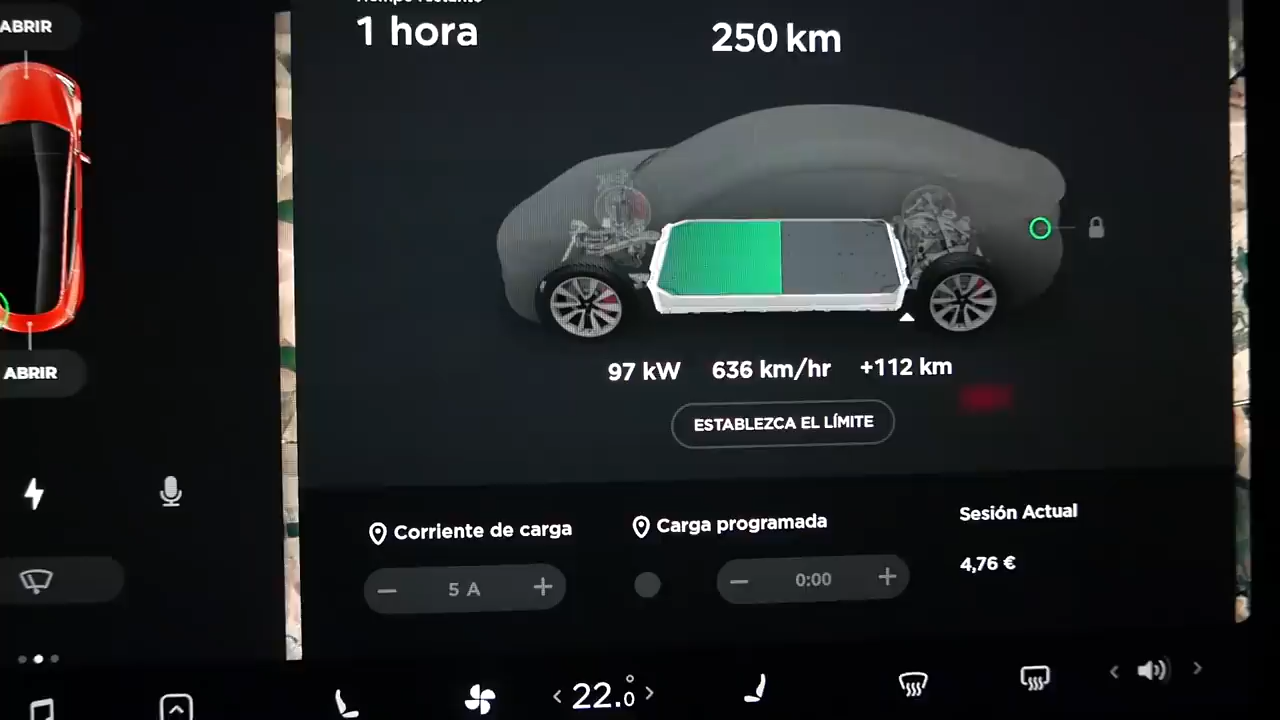 ABRIR
1 hora
250 km
97 kW 636 km/hr +112 km
ESTABLEZCA EL LÍMITE
ABRIR
Corriente de carga
Carga programada
Sesión Actual
− 5 A +
− 0:00 +
4,76 €
< 22.0° >